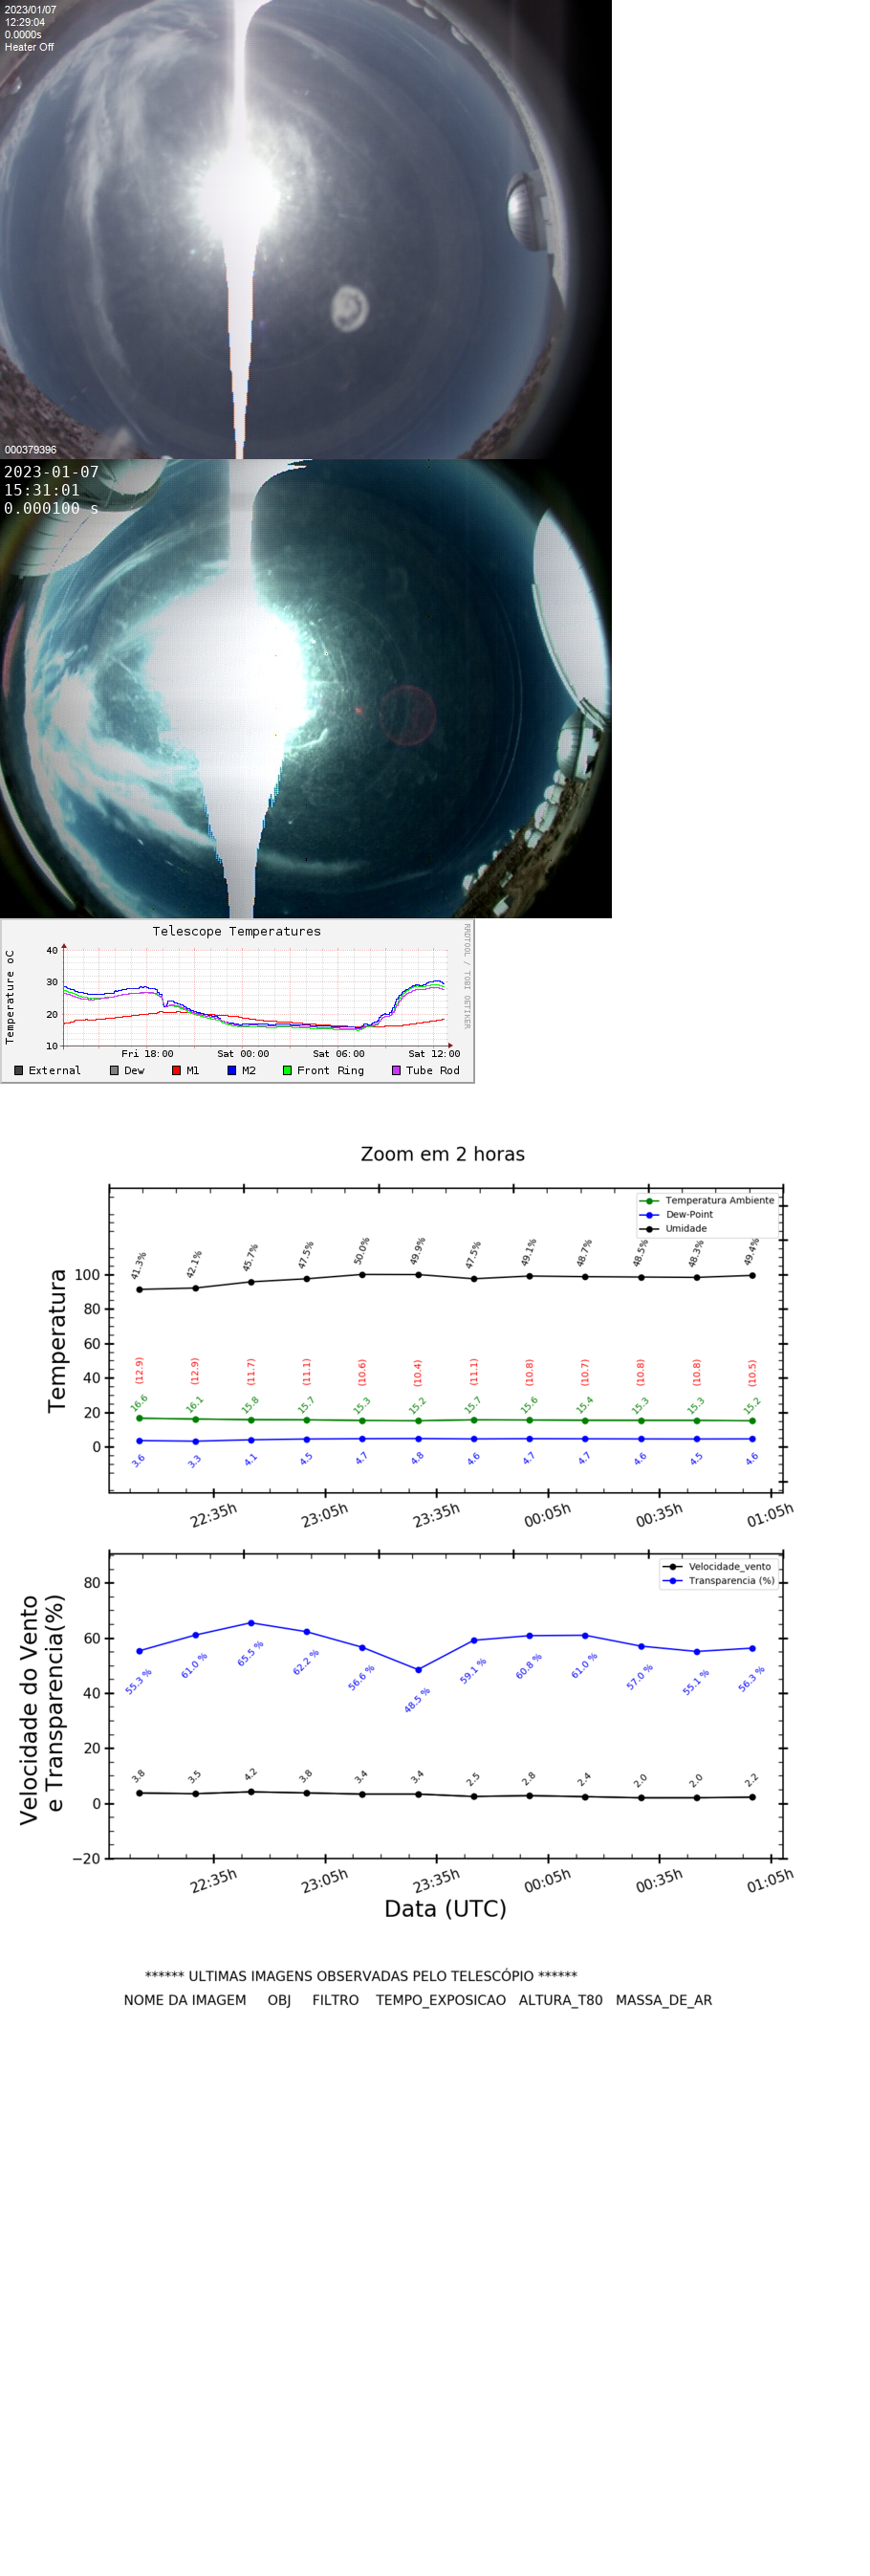 2023/01/07
12:29:04
0.0000s
Heater Off
000379396
2023-01-07
15:31:01
0.000100 s
Telescope Temperatures
RRDTOOL / TOBI OETIKER
Temperature oC
40
30
20
10
Fri 18:00 Sat 00:00 Sat 06:00 Sat 12:00
External Dew M1 M2 Front Ring Tube Rod
Zoom em 2 horas
Temperatura Ambiente
Dew-Point
Umidade
Temperatura
100
80
60
40
20
0
41.3% 42.1% 45.7% 47.5% 50.0% 49.9% 47.5% 49.1% 48.7% 48.5% 48.3% 49.4%
(12.9) (12.9) (11.7) (11.1) (10.6) (10.4) (11.1) (10.8) (10.7) (10.8) (10.8) (10.5)
16.6 16.1 15.8 15.7 15.3 15.2 15.7 15.6 15.4 15.3 15.3 15.2
3.6 3.3 4.1 4.5 4.7 4.8 4.6 4.7 4.7 4.6 4.5 4.6
22:35h 23:05h 23:35h 00:05h 00:35h 01:05h
Velocidade_vento
Transparencia (%)
Velocidade do Vento
e Transparencia(%)
80
60
40
20
0
−20
55.3 % 61.0 % 65.5 % 62.2 % 56.6 % 48.5 % 59.1 % 60.8 % 61.0 % 57.0 % 55.1 % 56.3 %
3.8 3.5 4.2 3.8 3.4 3.4 2.5 2.8 2.4 2.0 2.0 2.2
22:35h 23:05h 23:35h 00:05h 00:35h 01:05h
Data (UTC)
****** ULTIMAS IMAGENS OBSERVADAS PELO TELESCÓPIO ******
NOME DA IMAGEM OBJ FILTRO TEMPO_EXPOSICAO ALTURA_T80 MASSA_DE_AR